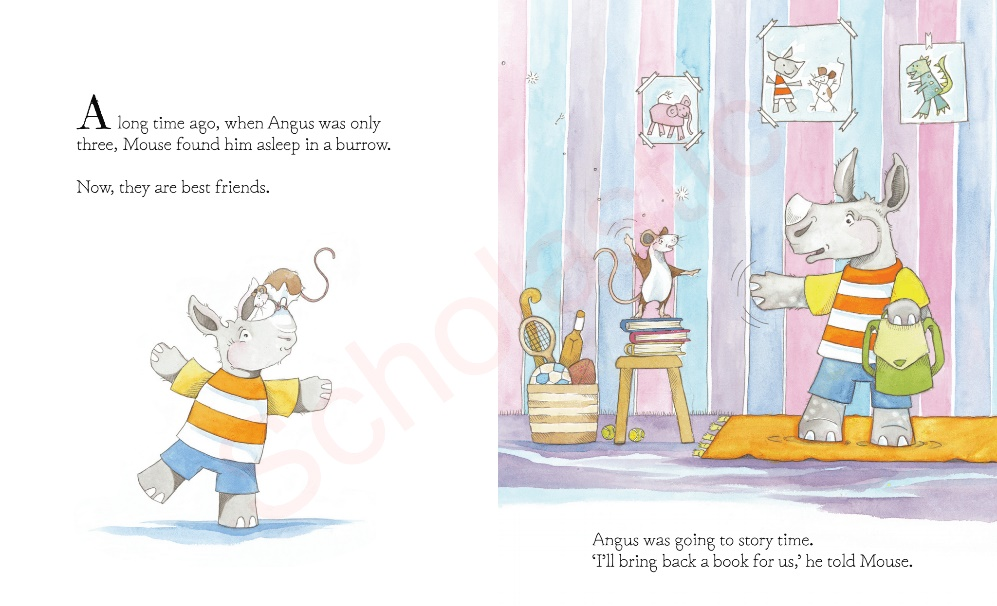 A long time ago, when Angus was only
three, Mouse found him asleep in a burrow.
Now, they are best friends.
Angus was going to story time.
‘I’ll bring back a book for us,’ he told Mouse.